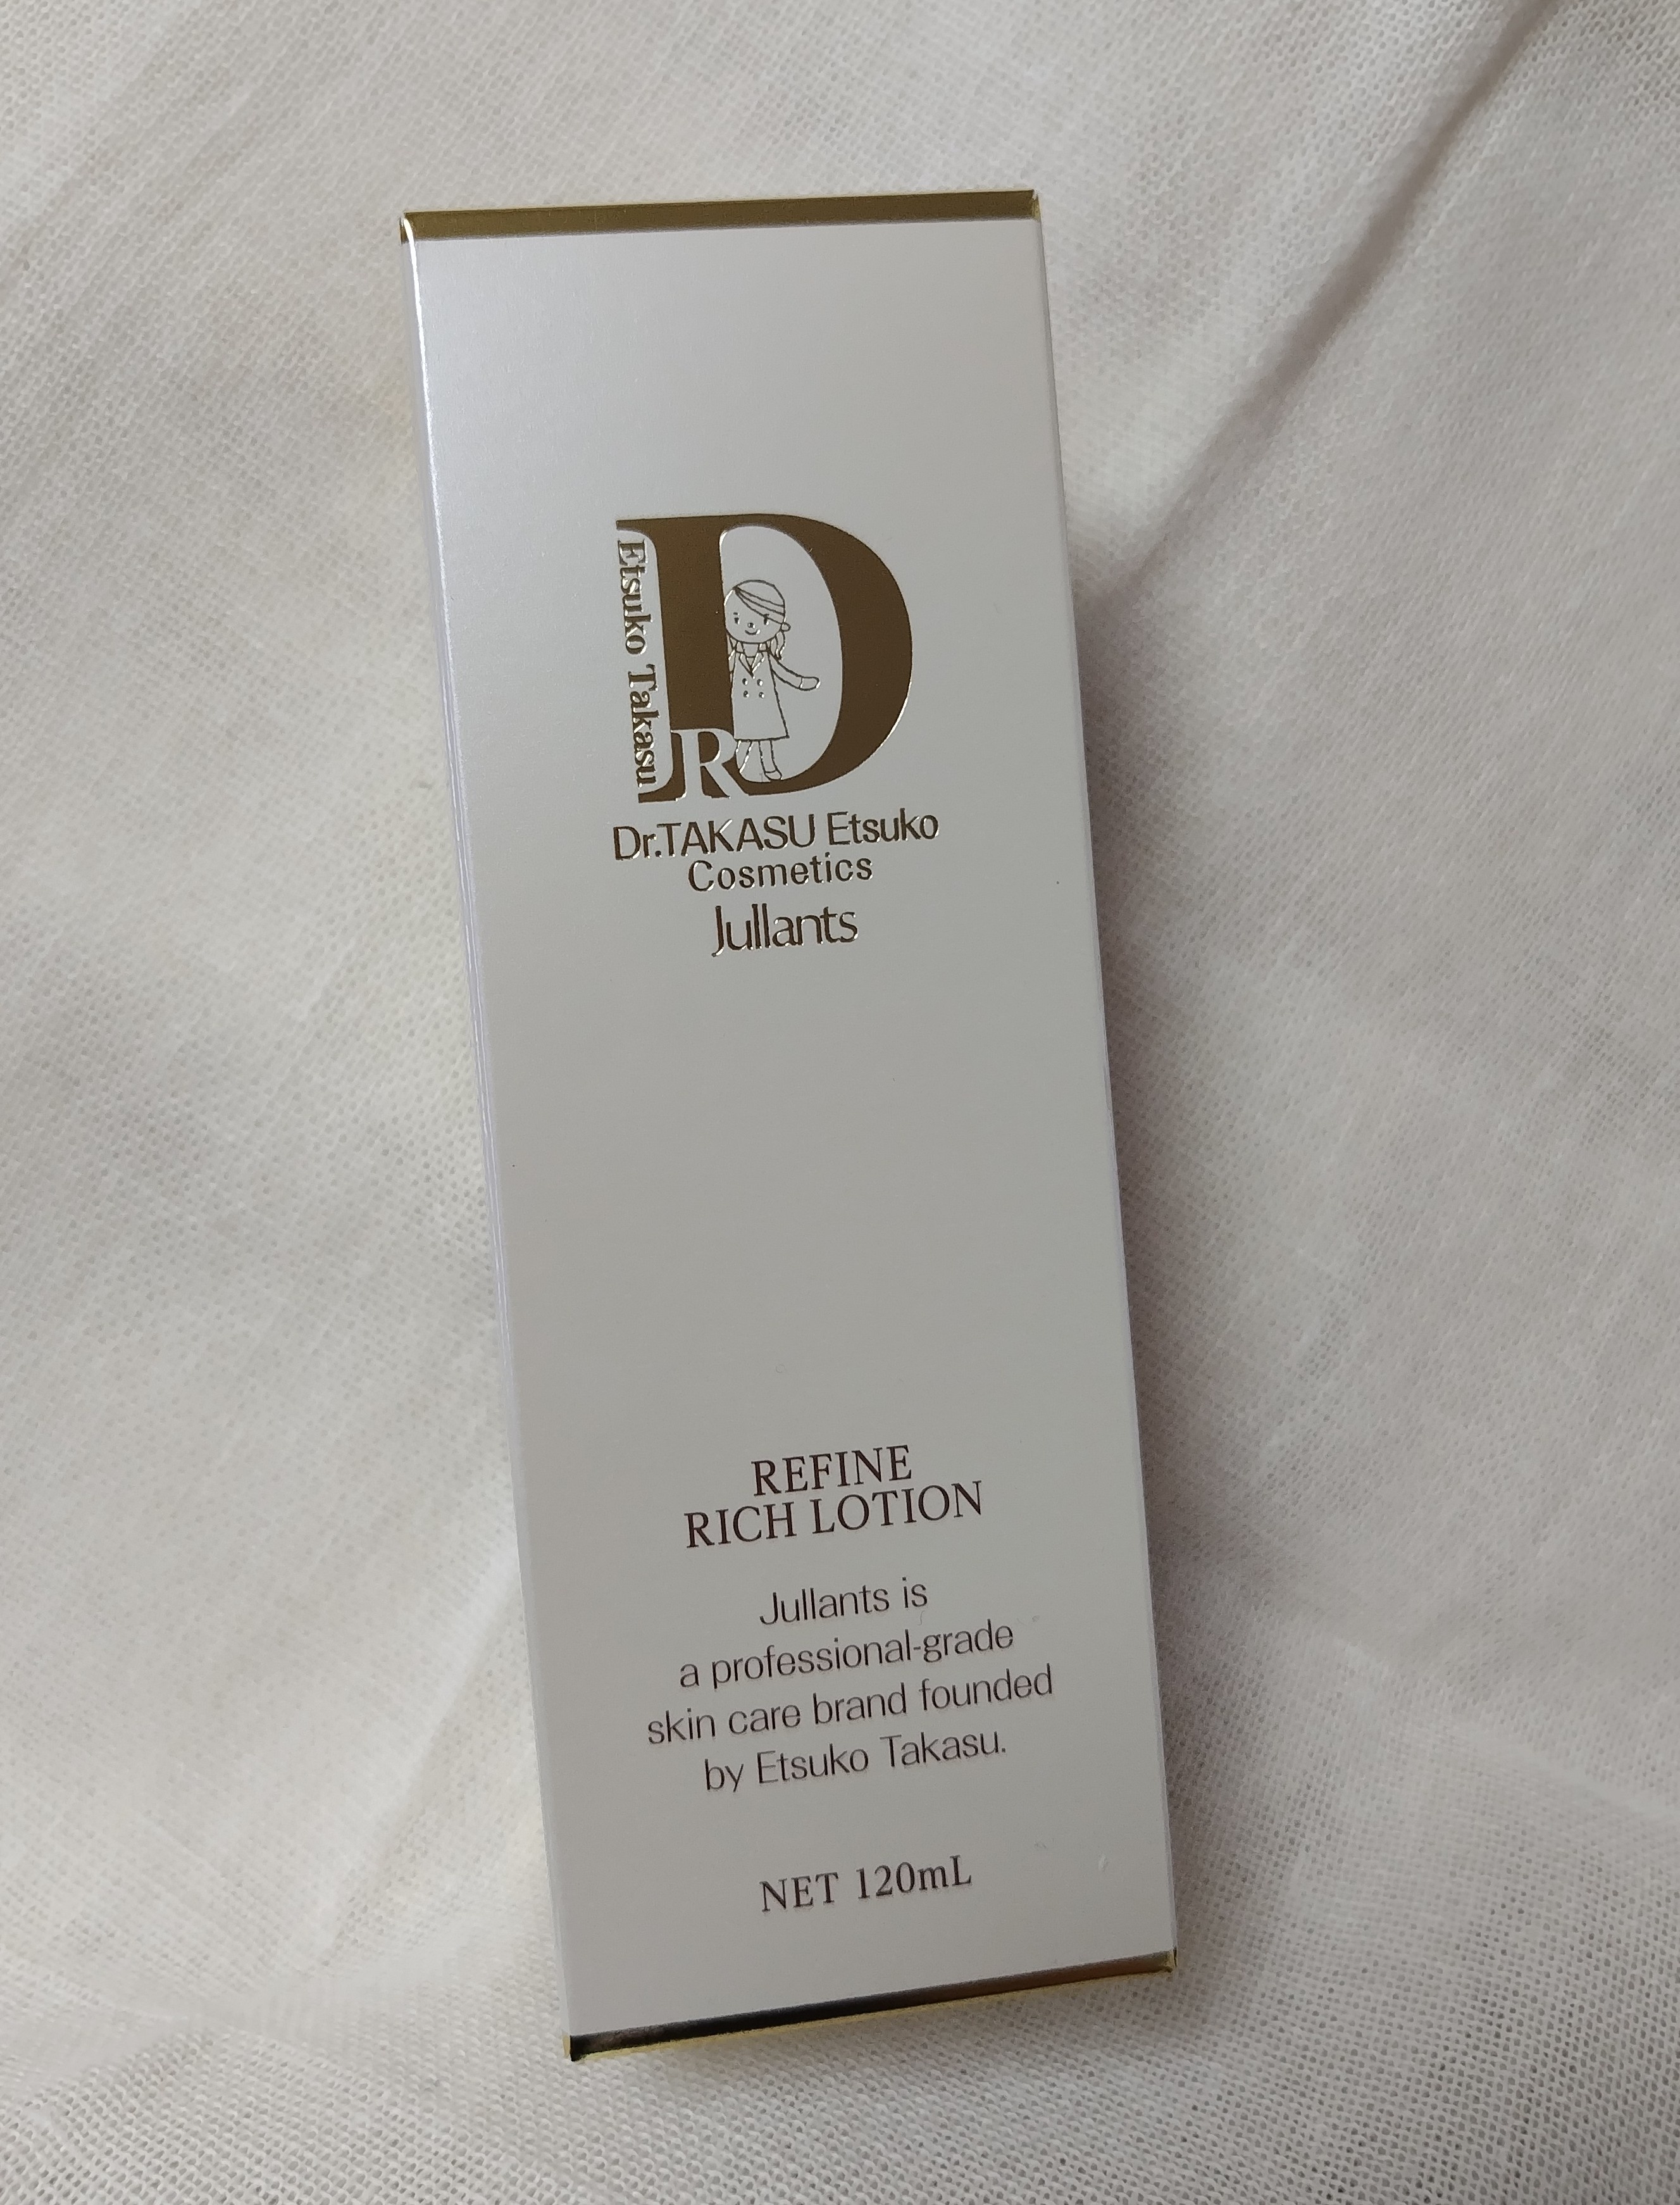 Etsuko Takasu
DR
Dr.TAKASU Etsuko
Cosmetics
Jullants
REFINE
RICH LOTION
Jullants is
a professional-grade
skin care brand founded
by Etsuko Takasu.
NET 120mL